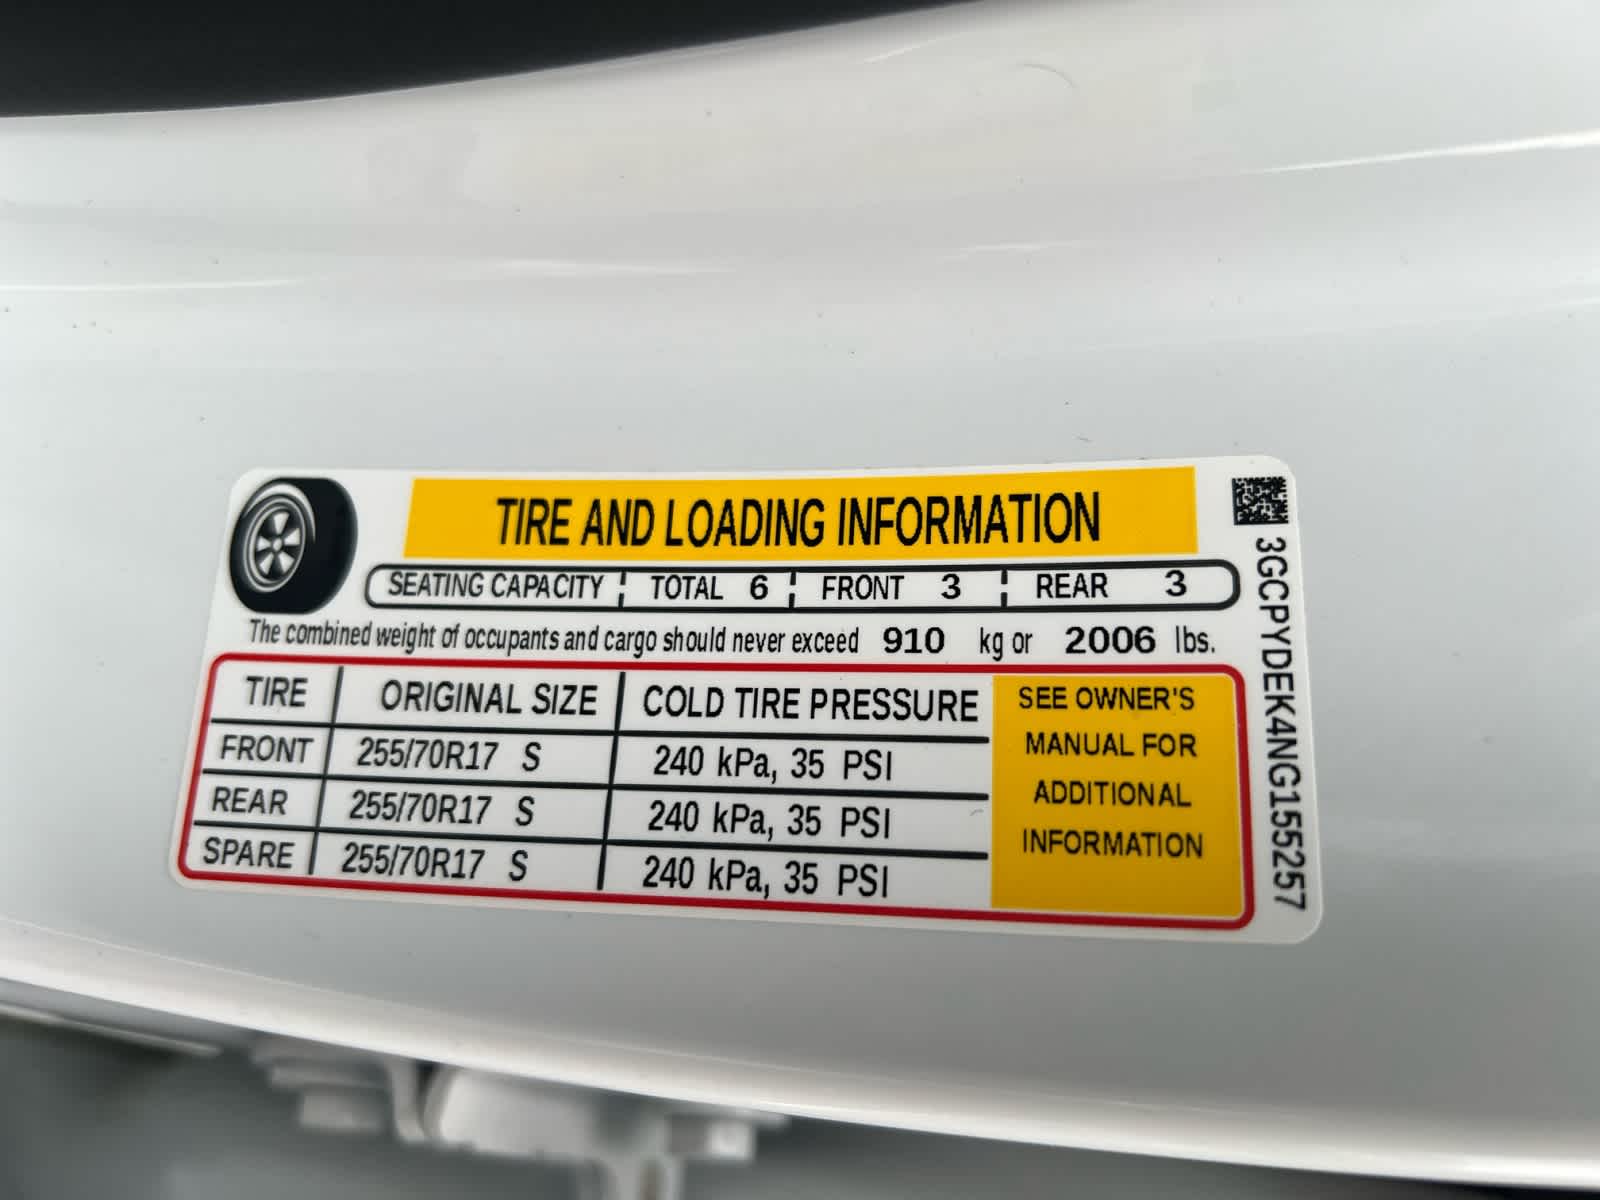 TIRE AND LOADING INFORMATION
SEATING CAPACITY TOTAL 6 FRONT 3 REAR 3
The combined weight of occupants and cargo should never exceed 910 kg or 2006 lbs.
TIRE ORIGINAL SIZE COLD TIRE PRESSURE
FRONT 255/70R17 S 240 kPa, 35 PSI
REAR 255/70R17 S 240 kPa, 35 PSI
SPARE 255/70R17 S 240 kPa, 35 PSI
SEE OWNER'S
MANUAL FOR
ADDITIONAL
INFORMATION
3GCPYDEK4NG155257